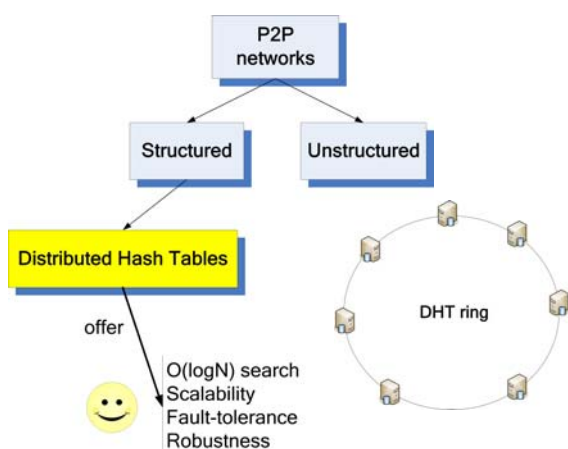 P2P
networks
Structured
Unstructured
Distributed Hash Tables
DHT ring
offer
O(logN) search
Scalability
Fault-tolerance
Robustness